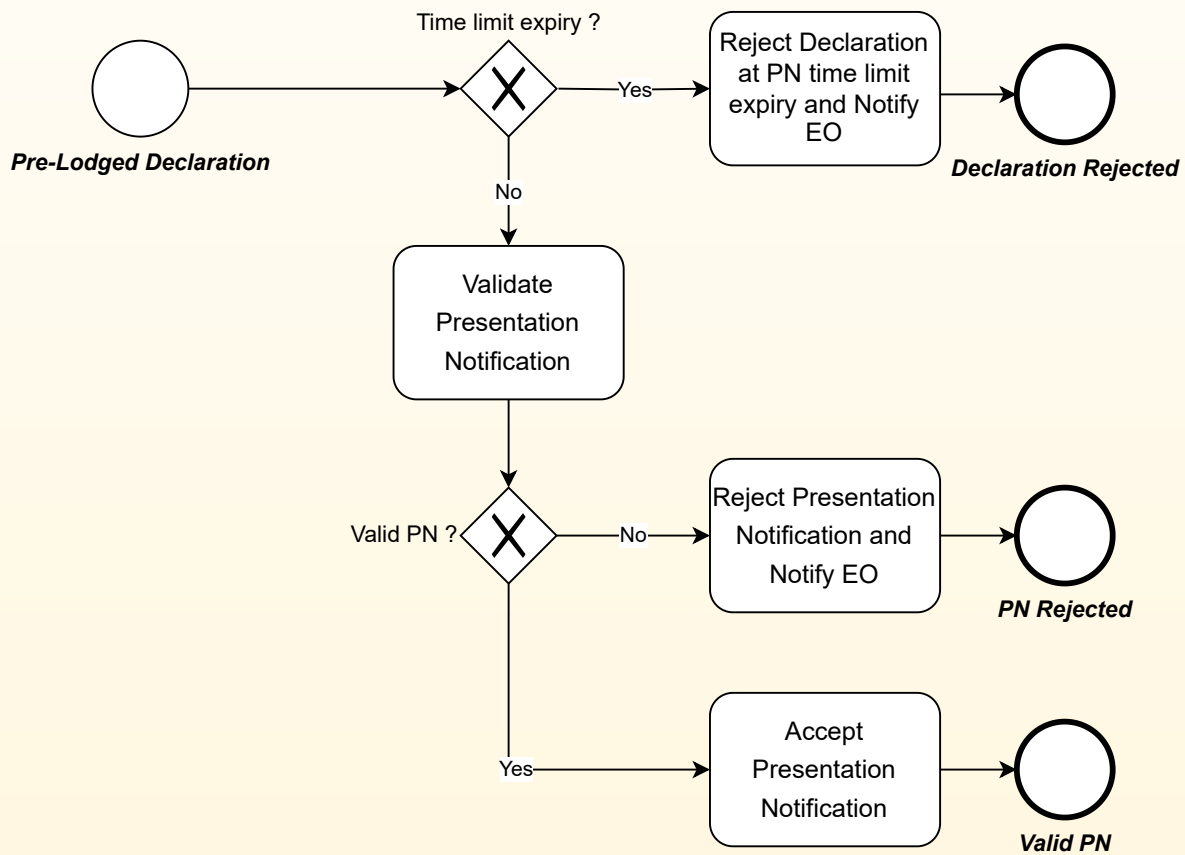 Time limit expiry ?
Reject Declaration
at PN time limit
expiry and Notify
EO
Yes
Pre-Lodged Declaration
Declaration Rejected
No
Validate
Presentation
Notification
Valid PN ?
No
Reject Presentation
Notification and
Notify EO
PN Rejected
Yes
Accept
Presentation
Notification
Valid PN